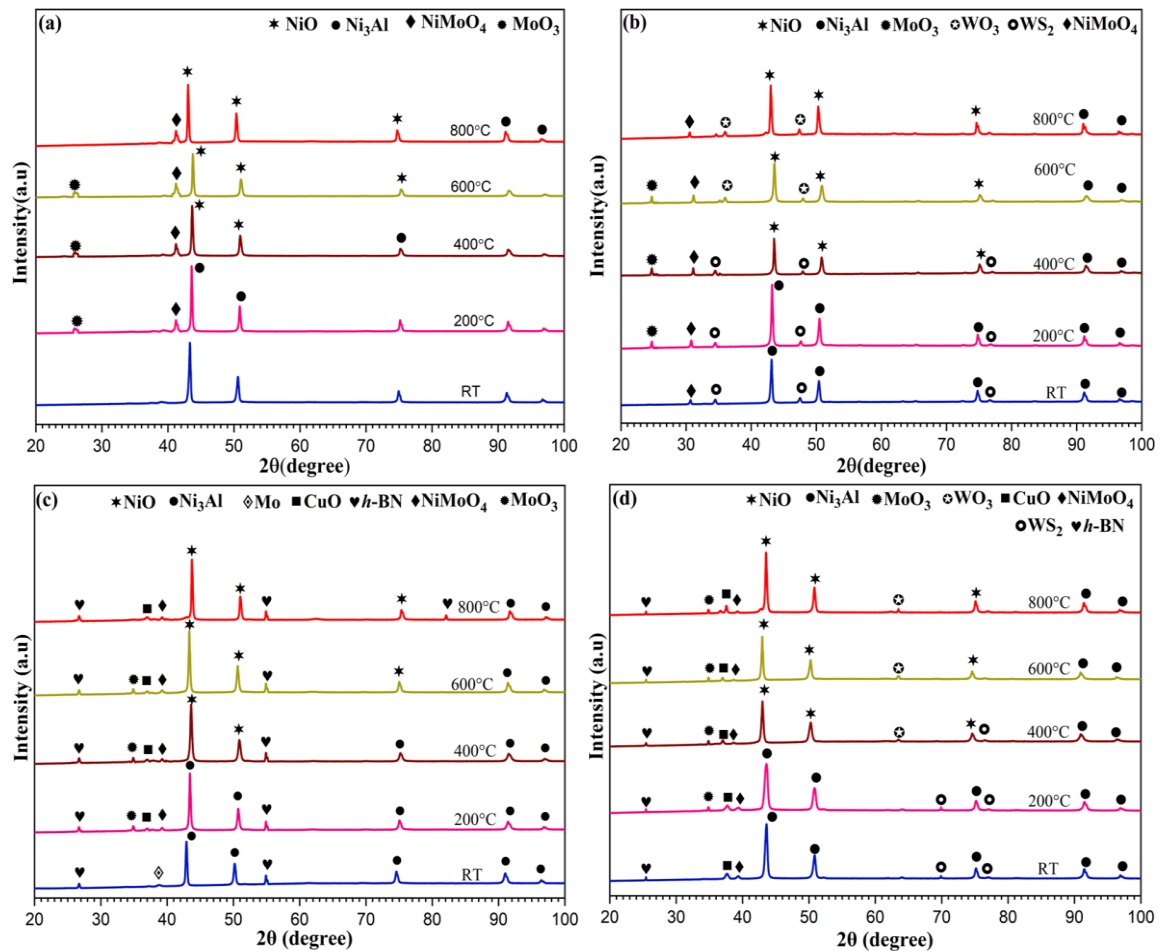 (a) NiO Ni₃Al NiMoO₄ MoO₃
800°C
600°C
400°C
200°C
RT
Intensity(a.u)
20 30 40 50 60 70 80 90 100
2θ(degree)
(b) NiO Ni₃Al MoO₃ WO₃ WS₂ NiMoO₄
800°C
600°C
400°C
200°C
RT
Intensity(a.u)
20 30 40 50 60 70 80 90 100
2θ(degree)
(c) NiO Ni₃Al Mo CuO h-BN NiMoO₄ MoO₃
800°C
600°C
400°C
200°C
RT
Intensity (a.u)
20 30 40 50 60 70 80 90 100
2θ (degree)
(d) NiO Ni₃Al MoO₃ WO₃ CuO NiMoO₄
WS₂ h-BN
800°C
600°C
400°C
200°C
RT
Intensity (a.u)
20 30 40 50 60 70 80 90 100
2θ (degree)